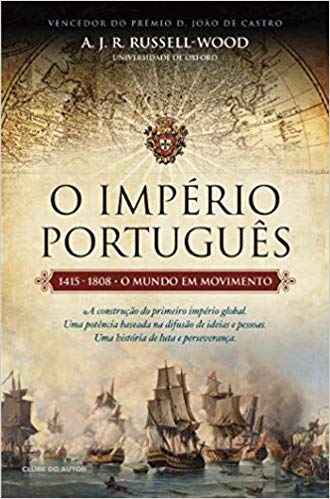 VENCEDOR DO PRÉMIO D. JOÃO DE CASTRO
A. J. R. RUSSELL-WOOD
UNIVERSIDADE DE OXFORD
O IMPÉRIO
PORTUGUÊS
1415 · 1808 · O MUNDO EM MOVIMENTO
A construção do primeiro império global.
Uma potência baseada na difusão de ideias e pessoas.
Uma história de luta e perseverança.
CLUBE DO AUTOR